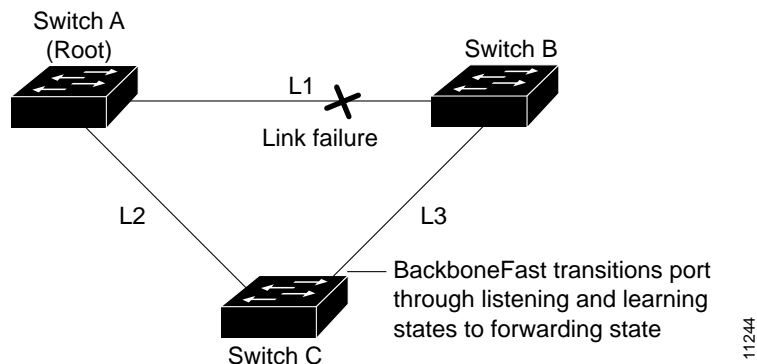 Switch A
(Root)
Switch B
L1
Link failure
L2
L3
BackboneFast transitions port
through listening and learning
states to forwarding state
Switch C
11244